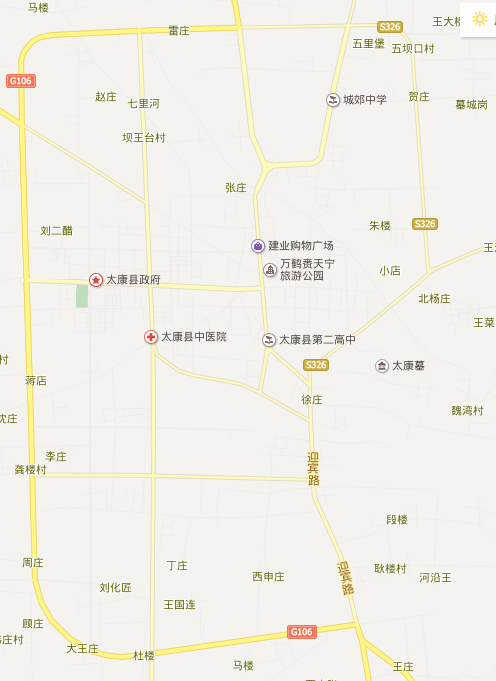 马楼
雷庄
S326
王大楼
五里堡
五坝口村
G106
赵庄
七里河
城郊中学
贺庄
墓城岗
坝王台村
张庄
刘二醋
朱楼
S326
建业购物广场
万鹤贵天宁
旅游公园
小店
太康县政府
北杨庄
王菜
太康县中医院
太康县第二高中
村
S326
太康墓
蒋店
徐庄
魏湾村
沈庄
李庄
龚楼村
迎宾路
段楼
周庄
丁庄
西申庄
迎宾路
耿楼村
河沿王
刘化匠
王国连
顾庄
G106
庄村
大王庄
杜楼
马楼
王庄